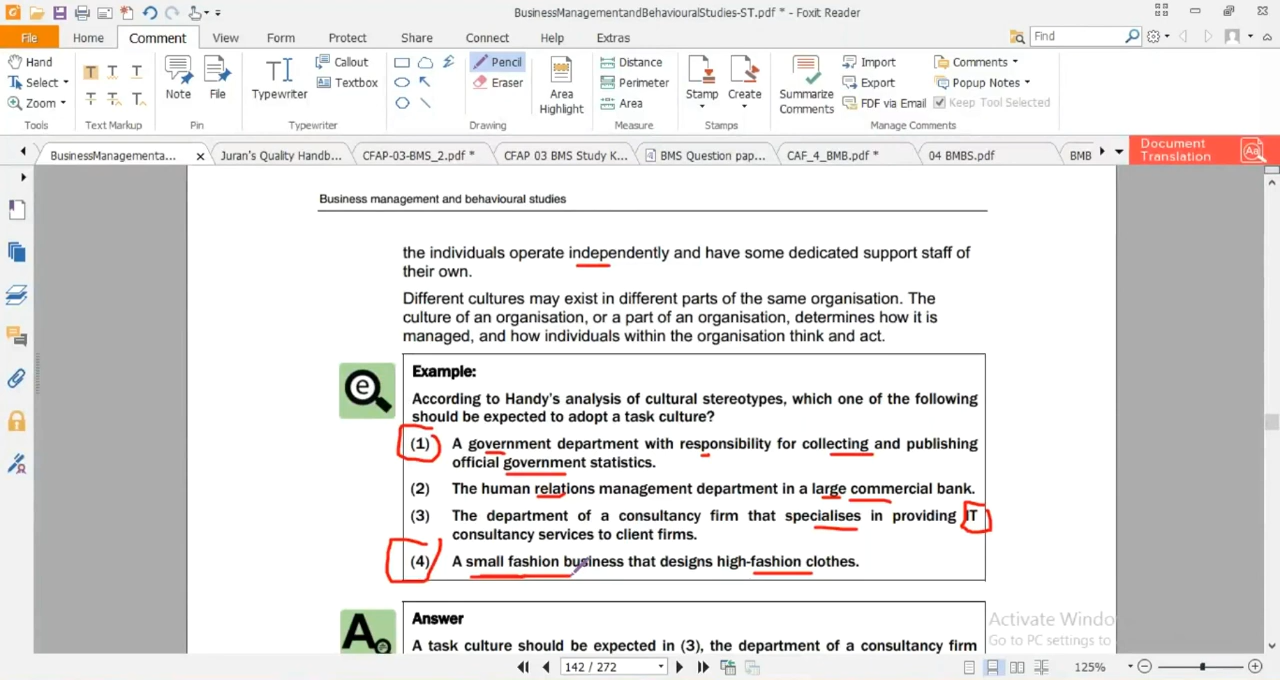 BusinessManagementandBehaviouralStudies-ST.pdf * - Foxit Reader
File Home Comment View Form Protect Share Connect Help Extras Find
Hand Callout Pencil Distance Import Comments
Select Note File Typewriter Textbox Eraser Area Highlight Perimeter Stamp Create Summarize Comments Export Popup Notes
Zoom Area FDF via Email Keep Tool Selected
Tools Text Markup Pin Typewriter Drawing Measure Stamps Manage Comments
BusinessManagementa... Juran's Quality Handb... CFAP-03-BMS_2.pdf * CFAP 03 BMS Study K... BMS Question pap... CAF_4_BMB.pdf * 04 BMBS.pdf BMB Document Translation
Business management and behavioural studies
the individuals operate independently and have some dedicated support staff of
their own.
Different cultures may exist in different parts of the same organisation. The
culture of an organisation, or a part of an organisation, determines how it is
managed, and how individuals within the organisation think and act.
Example:
According to Handy's analysis of cultural stereotypes, which one of the following
should be expected to adopt a task culture?
(1) A government department with responsibility for collecting and publishing
official government statistics.
(2) The human relations management department in a large commercial bank.
(3) The department of a consultancy firm that specialises in providing IT
consultancy services to client firms.
(4) A small fashion business that designs high-fashion clothes.
Answer
A task culture should be expected in (3), the department of a consultancy firm
Activate Windo
Go to PC settings to
142 / 272 125%